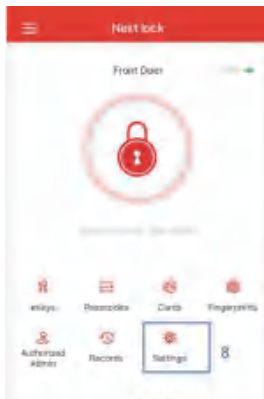 Next lock
Front Door
eKeys
Passcodes
Cards
Fingerprints
Authorized
Admin
Records
Settings
8